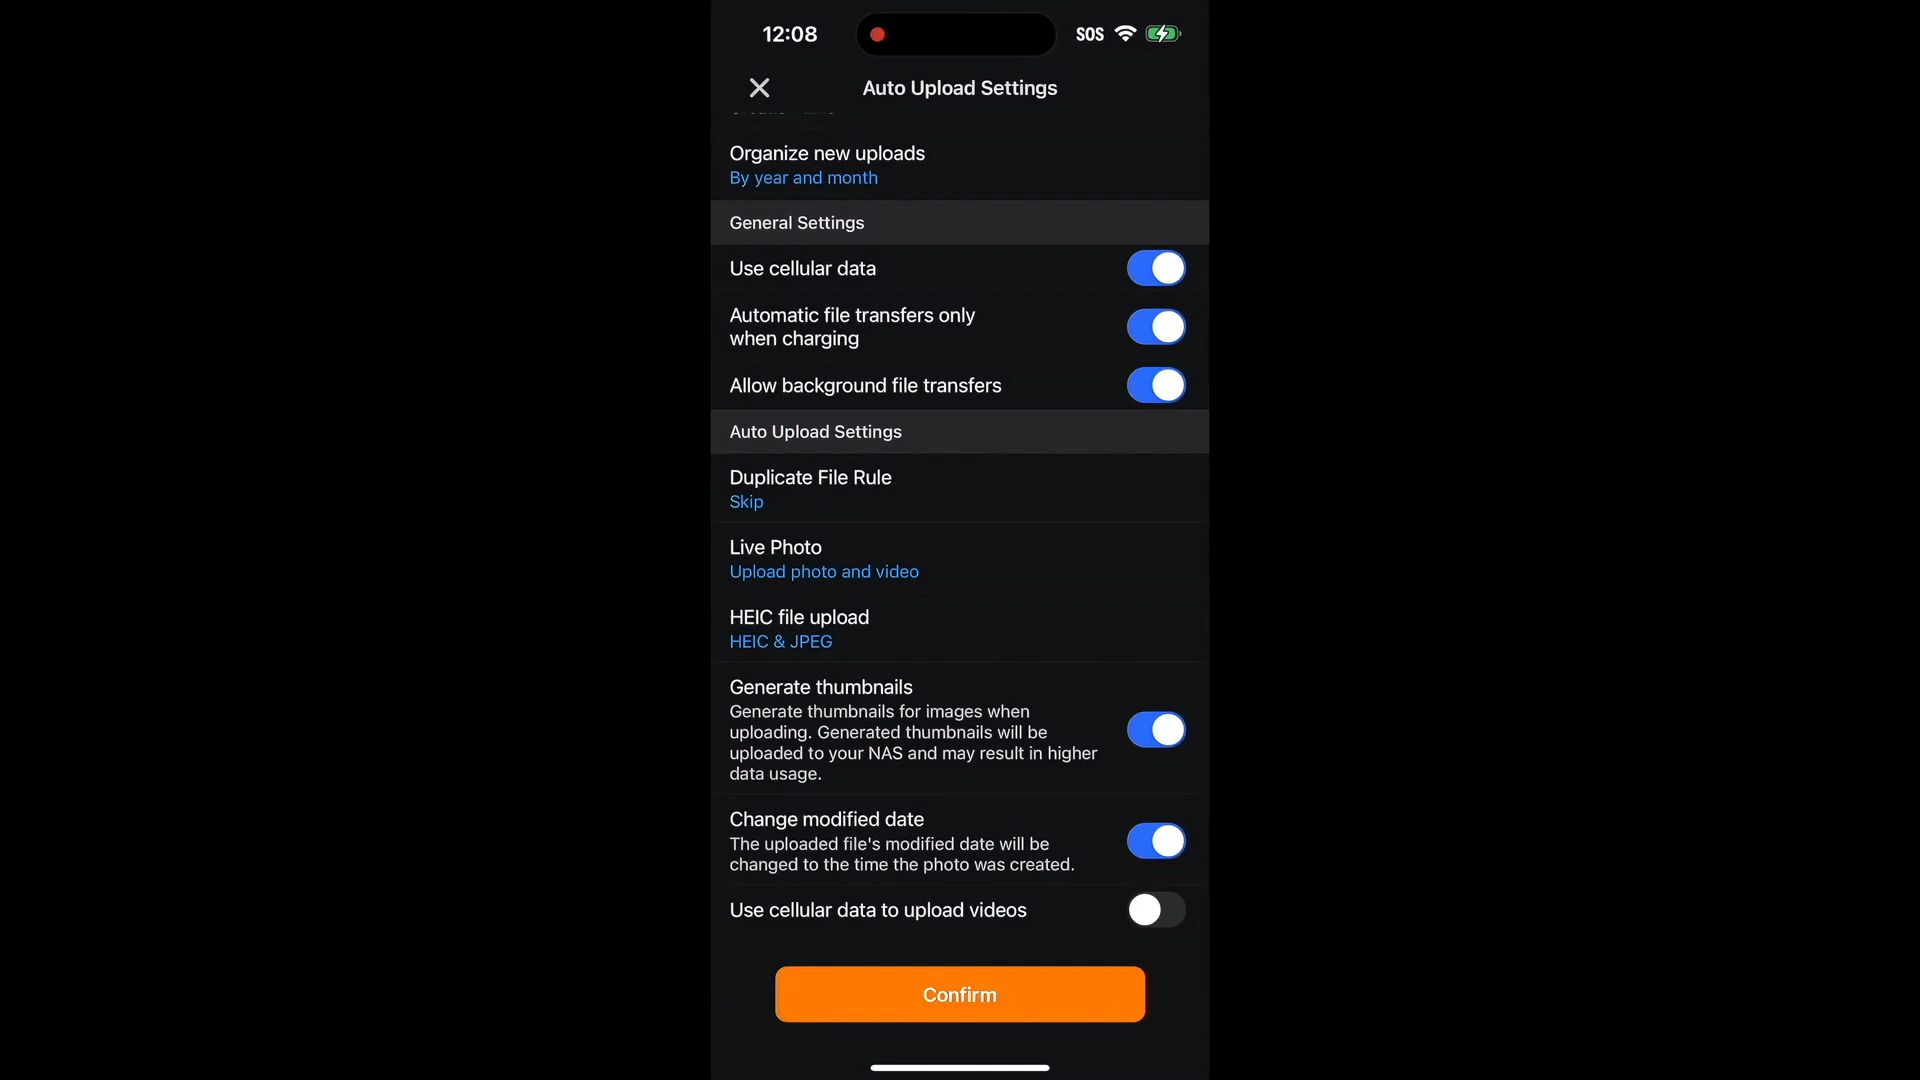 12:08
SOS
Auto Upload Settings
Organize new uploads
By year and month
General Settings
Use cellular data
Automatic file transfers only
when charging
Allow background file transfers
Auto Upload Settings
Duplicate File Rule
Skip
Live Photo
Upload photo and video
HEIC file upload
HEIC & JPEG
Generate thumbnails
Generate thumbnails for images when
uploading. Generated thumbnails will be
uploaded to your NAS and may result in higher
data usage.
Change modified date
The uploaded file's modified date will be
changed to the time the photo was created.
Use cellular data to upload videos
Confirm